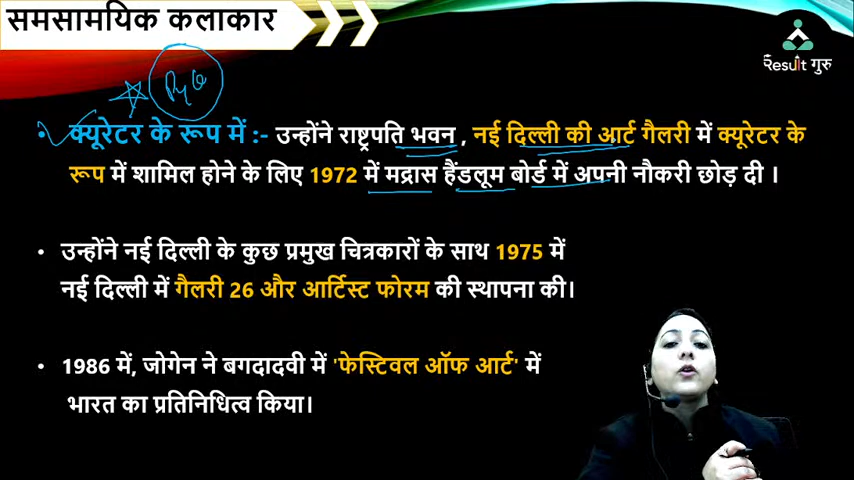 समसामयिक कलाकार
Result गुरु
• क्यूरेटर के रूप में :- उन्होंने राष्ट्रपति भवन , नई दिल्ली की आर्ट गैलरी में क्यूरेटर के
रूप में शामिल होने के लिए 1972 में मद्रास हैंडलूम बोर्ड में अपनी नौकरी छोड़ दी ।
• उन्होंने नई दिल्ली के कुछ प्रमुख चित्रकारों के साथ 1975 में
नई दिल्ली में गैलरी 26 और आर्टिस्ट फोरम की स्थापना की।
• 1986 में, जोगेन ने बगदादवी में 'फेस्टिवल ऑफ आर्ट' में
भारत का प्रतिनिधित्व किया।